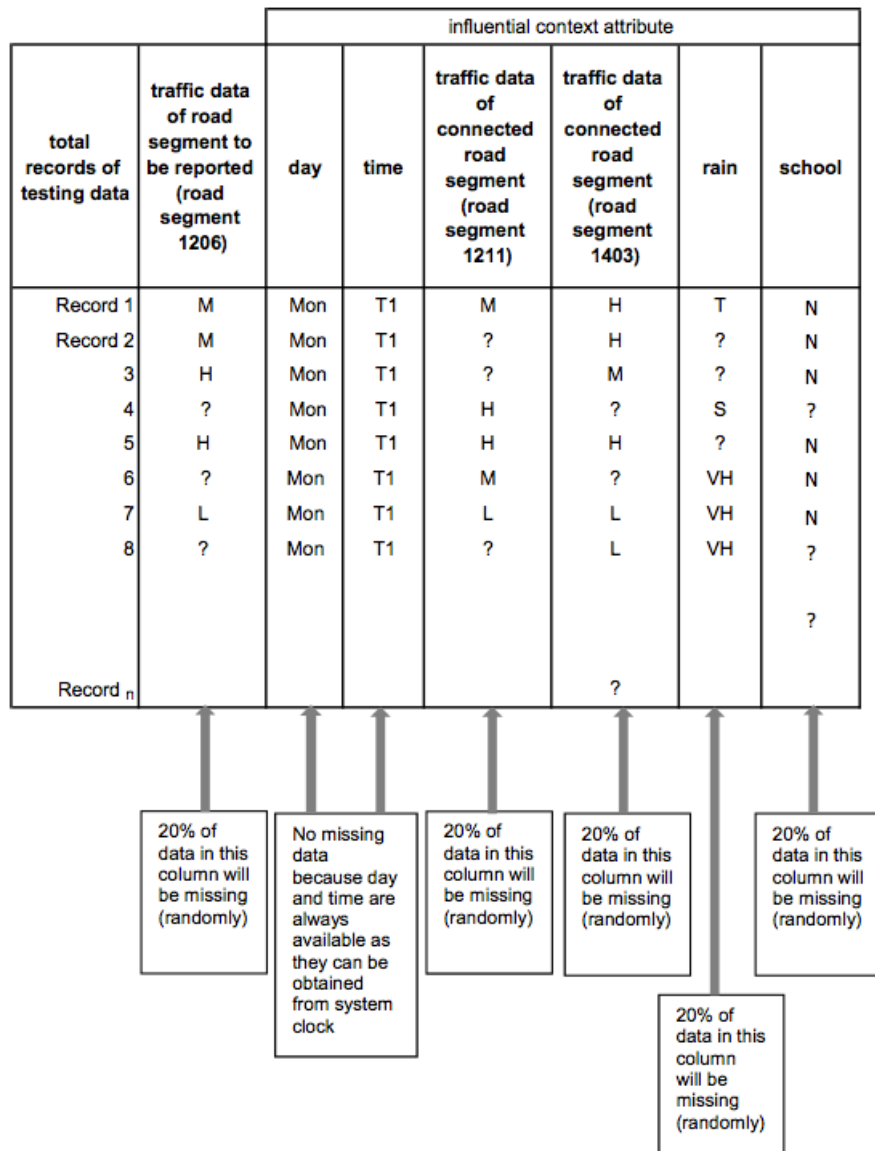 influential context attribute
total
records of
testing data
traffic data
of road
segment to
be reported
(road
segment
1206)
day
time
traffic data
of
connected
road
segment
(road
segment
1211)
traffic data
of
connected
road
segment
(road
segment
1403)
rain
school
Record 1 M Mon T1 M H T N
Record 2 M Mon T1 ? H ? N
3 H Mon T1 ? M ? N
4 ? Mon T1 H ? S ?
5 H Mon T1 H H ? N
6 ? Mon T1 M ? VH N
7 L Mon T1 L L VH N
8 ? Mon T1 ? L VH ?
?
Record n ?
20% of
data in this
column will
be missing
(randomly)
No missing
data
because day
and time are
always
available as
they can be
obtained
from system
clock
20% of
data in this
column will
be missing
(randomly)
20% of
data in this
column will
be missing
(randomly)
20% of
data in this
column
will be
missing
(randomly)
20% of
data in this
column will
be missing
(randomly)